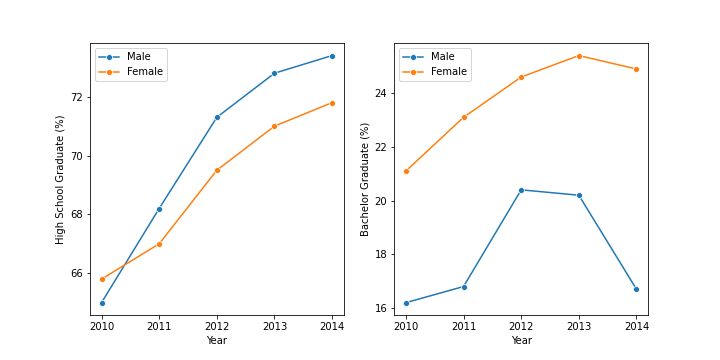 Male
Female
High School Graduate (%)
72
70
68
66
2010 2011 2012 2013 2014
Year
Male
Female
Bachelor Graduate (%)
24
22
20
18
16
2010 2011 2012 2013 2014
Year